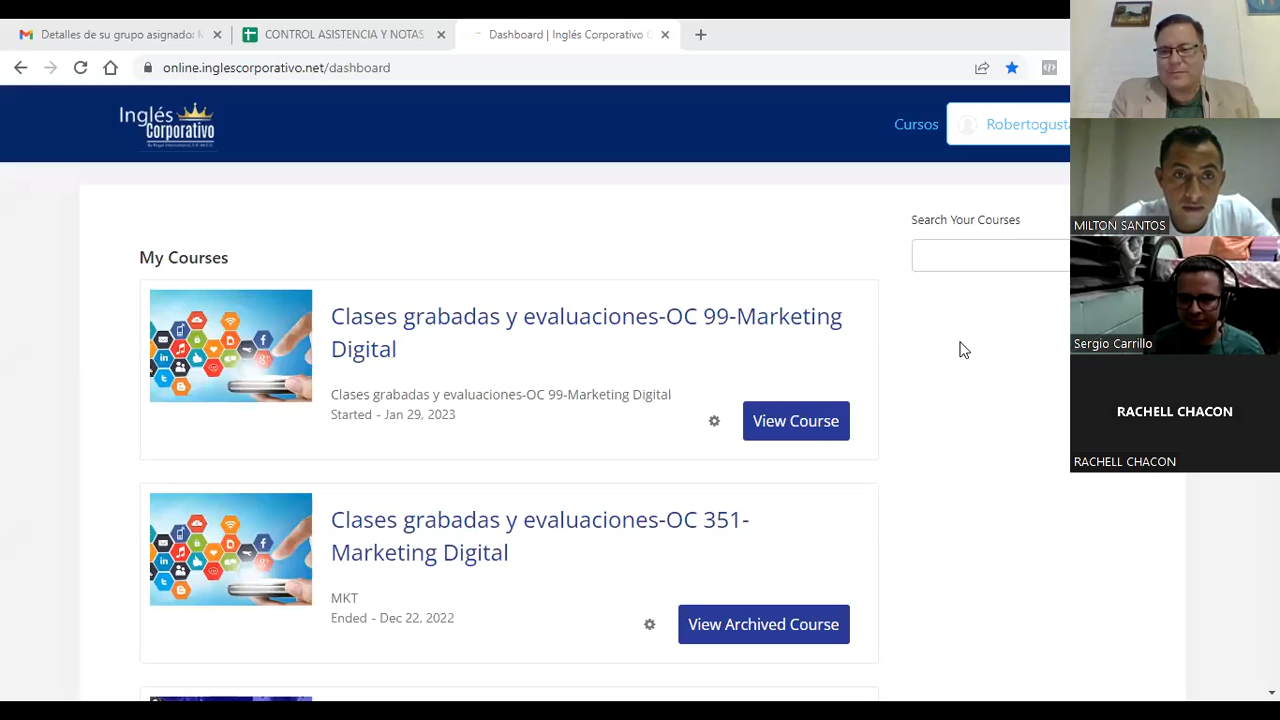 Detalles de su grupo asignado:
CONTROL ASISTENCIA Y NOTAS
Dashboard | Inglés Corporativo
online.inglescorporativo.net/dashboard
Inglés
Corporativo
Cursos
Robertogusta
My Courses
Search Your Courses
Clases grabadas y evaluaciones-OC 99-Marketing
Digital
Clases grabadas y evaluaciones-OC 99-Marketing Digital
Started - Jan 29, 2023
View Course
Clases grabadas y evaluaciones-OC 351-
Marketing Digital
MKT
Ended - Dec 22, 2022
View Archived Course
MILTON SANTOS
Sergio Carrillo
RACHELL CHACON
RACHELL CHACON